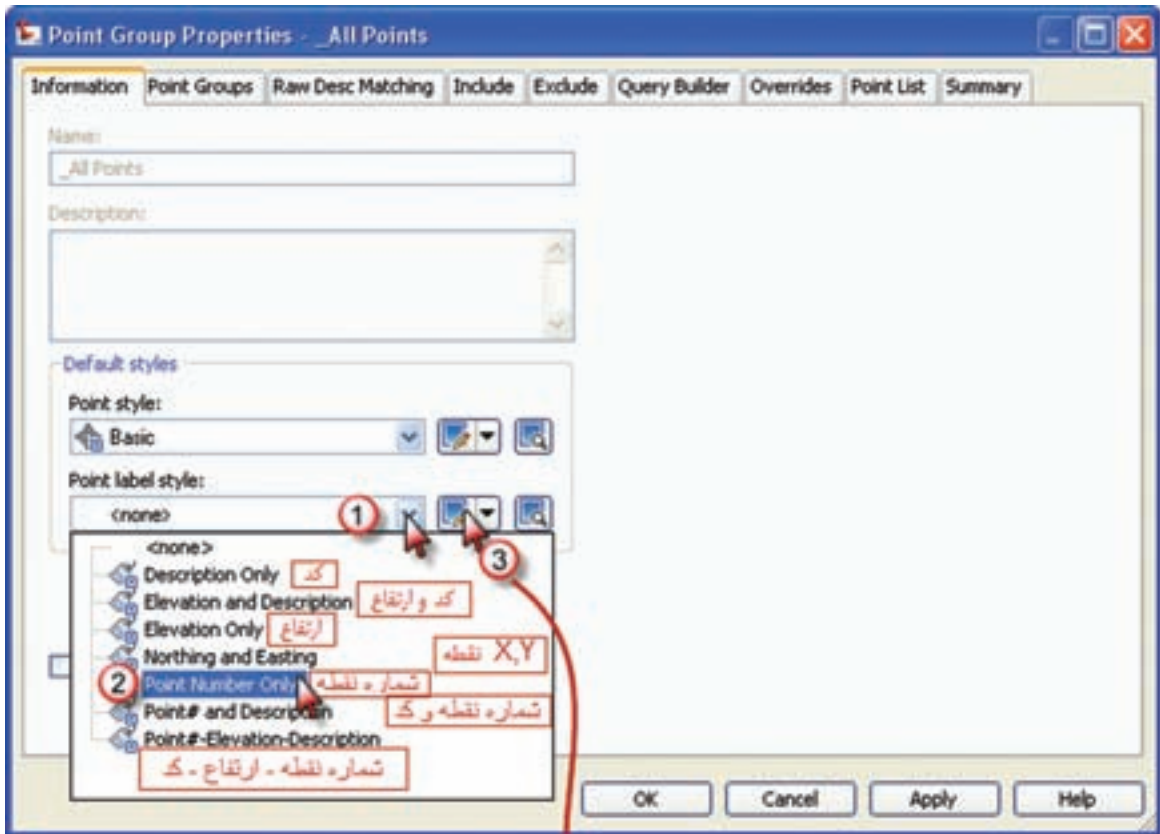 Point Group Properties - _All Points
Information Point Groups Raw Desc Matching Include Exclude Query Builder Overrides Point List Summary
Name:
_All Points
Description:
Default styles
Point style:
Basic
Point label style:
<none> 1
3
<none>
Description Only کد
Elevation and Description کد و ارتفاع
Elevation Only ارتفاع
Northing and Easting X,Y نقطه
2 Point Number Only شماره نقطه
Point# and Description شماره نقطه و کد
Point#-Elevation-Description
شماره نقطه - ارتفاع - کد
OK Cancel Apply Help